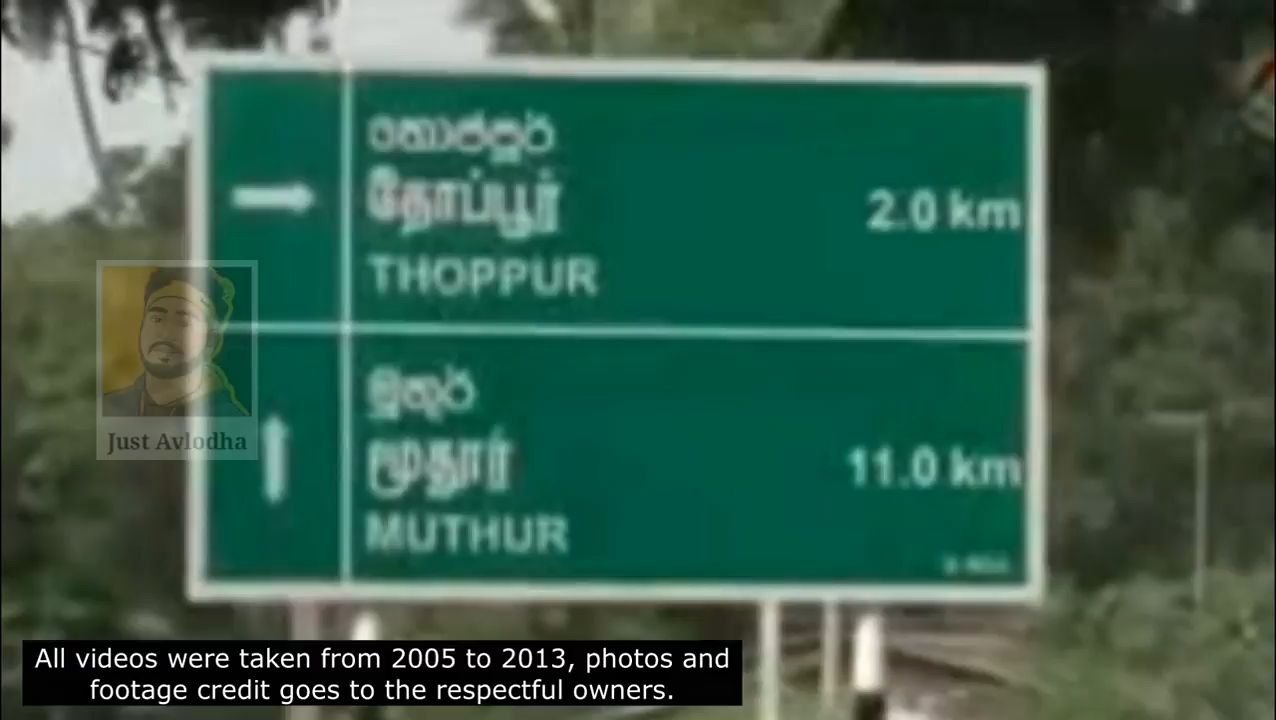 තොප්පූර්
தோப்பூர்
THOPPUR
2.0 km
මුතූර්
மூதூர்
MUTHUR
11.0 km
Just Avlodha
All videos were taken from 2005 to 2013, photos and
footage credit goes to the respectful owners.